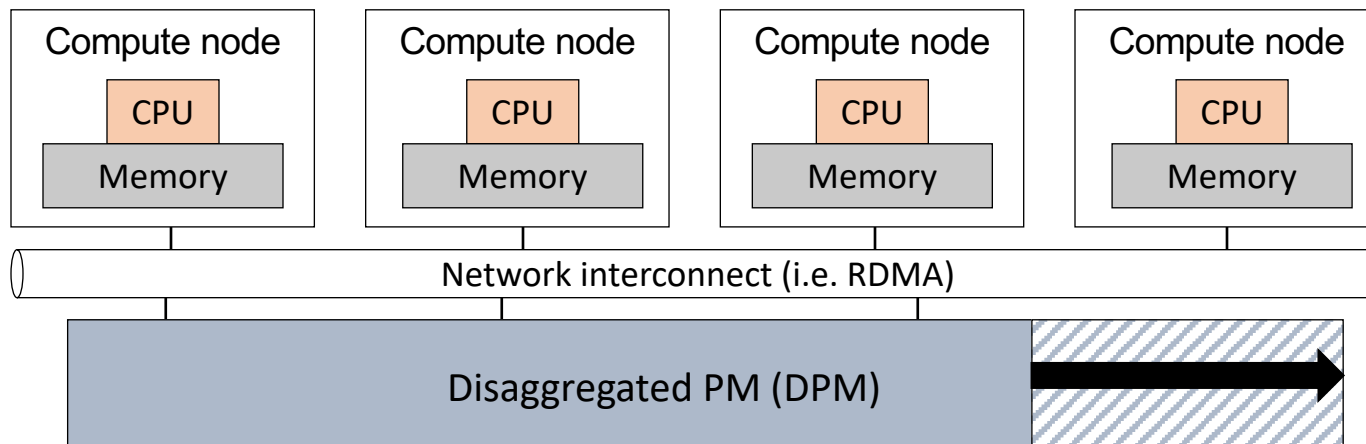 Compute node
CPU
Memory
Compute node
CPU
Memory
Compute node
CPU
Memory
Compute node
CPU
Memory
Network interconnect (i.e. RDMA)
Disaggregated PM (DPM)